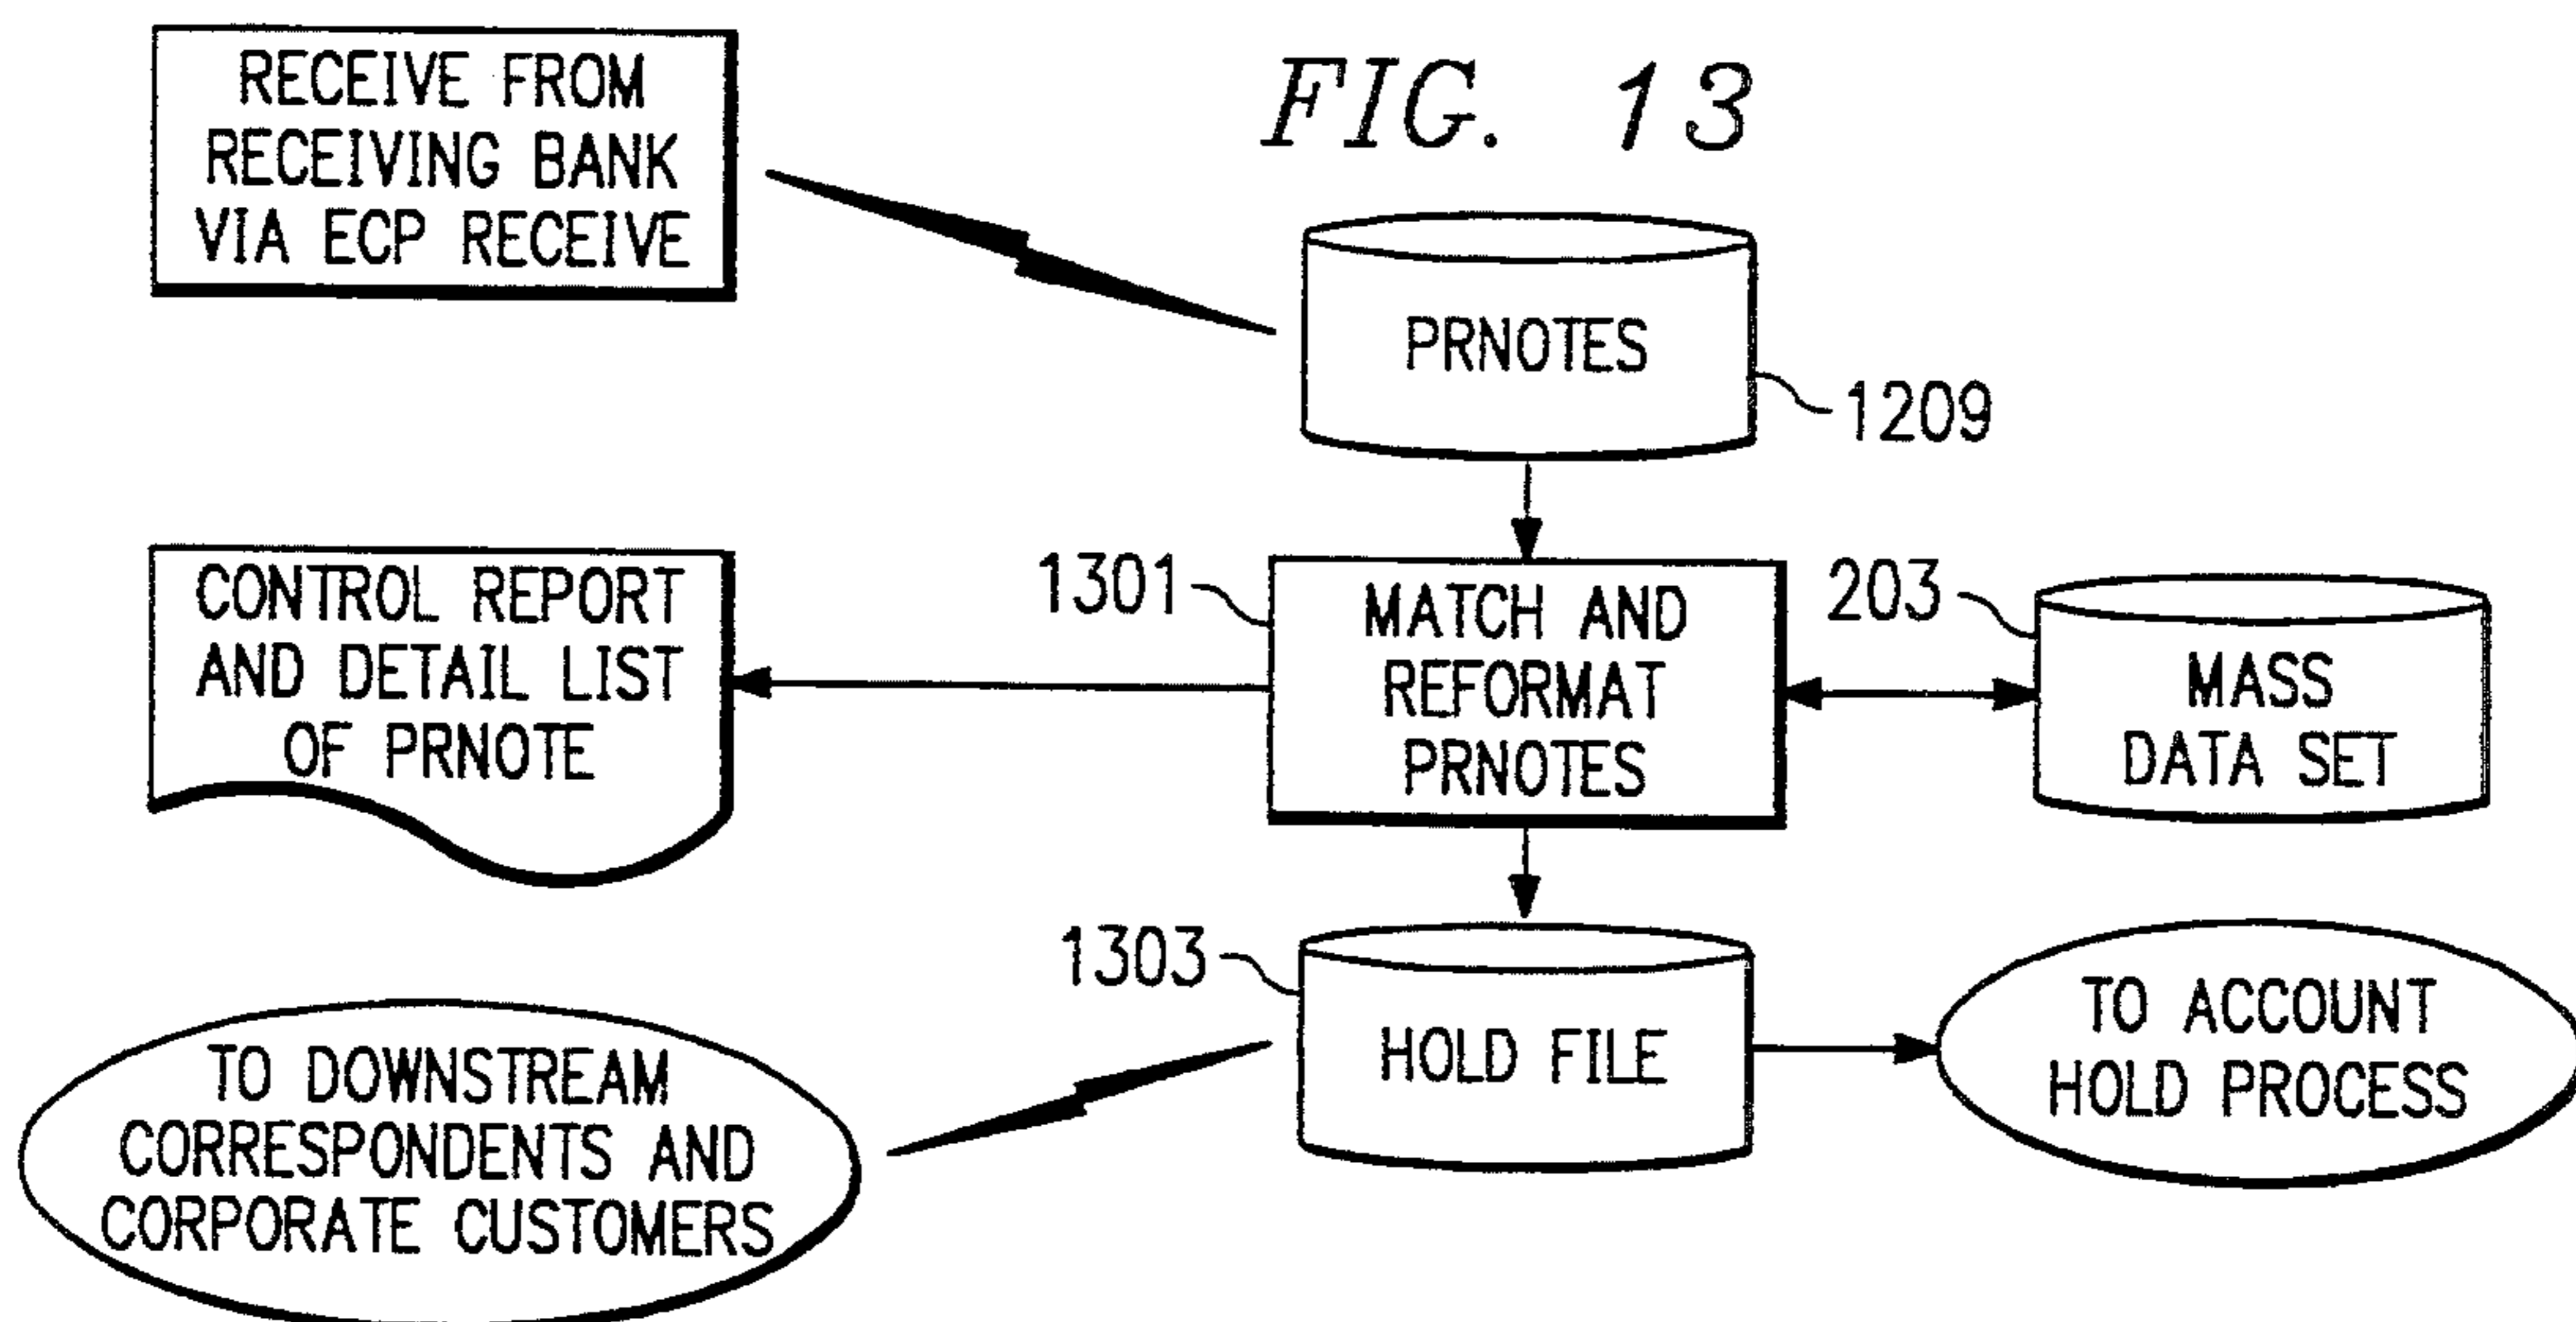 RECEIVE FROM
RECEIVING BANK
VIA ECP RECEIVE
FIG. 13
PRNOTES
1209
CONTROL REPORT
AND DETAIL LIST
OF PRNOTE
1301
MATCH AND
REFORMAT
PRNOTES
203
MASS
DATA SET
TO DOWNSTREAM
CORRESPONDENTS AND
CORPORATE CUSTOMERS
1303
HOLD FILE
TO ACCOUNT
HOLD PROCESS